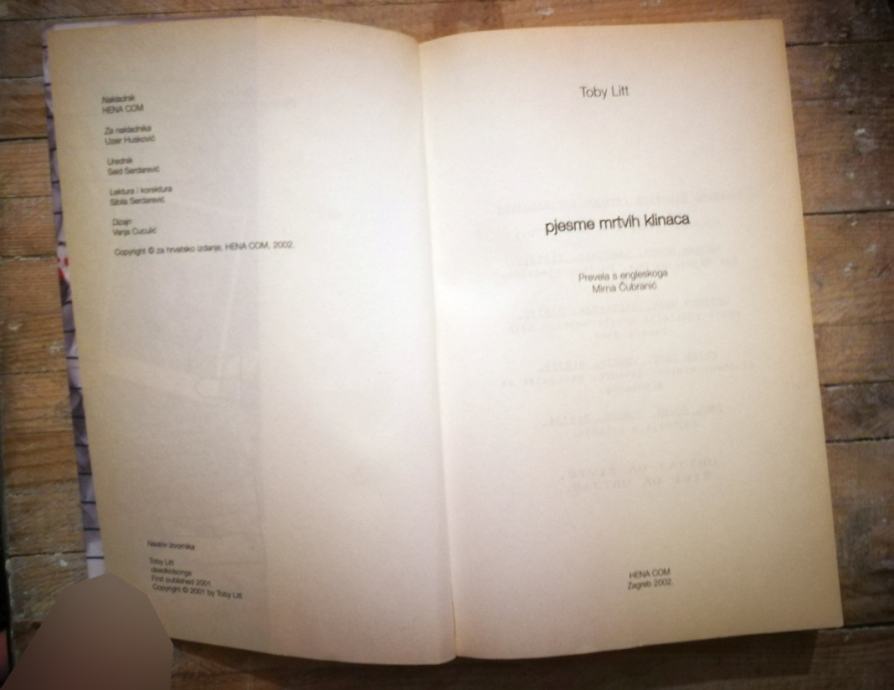 Nakladnik
HENA COM
Za nakladnika
Uzeir Husković
Urednik
Seid Serdarević
Lektura i korektura
Sibila Serdarević
Dizajn
Vanja Cuculić
Copyright © za hrvatsko izdanje, HENA COM, 2002.
Naslov izvornika
Toby Litt
deadkidsongs
First published 2001
Copyright © 2001 by Toby Litt
Toby Litt
pjesme mrtvih klinaca
Prevela s engleskoga
Mirna Čubranić
HENA COM
Zagreb 2002.